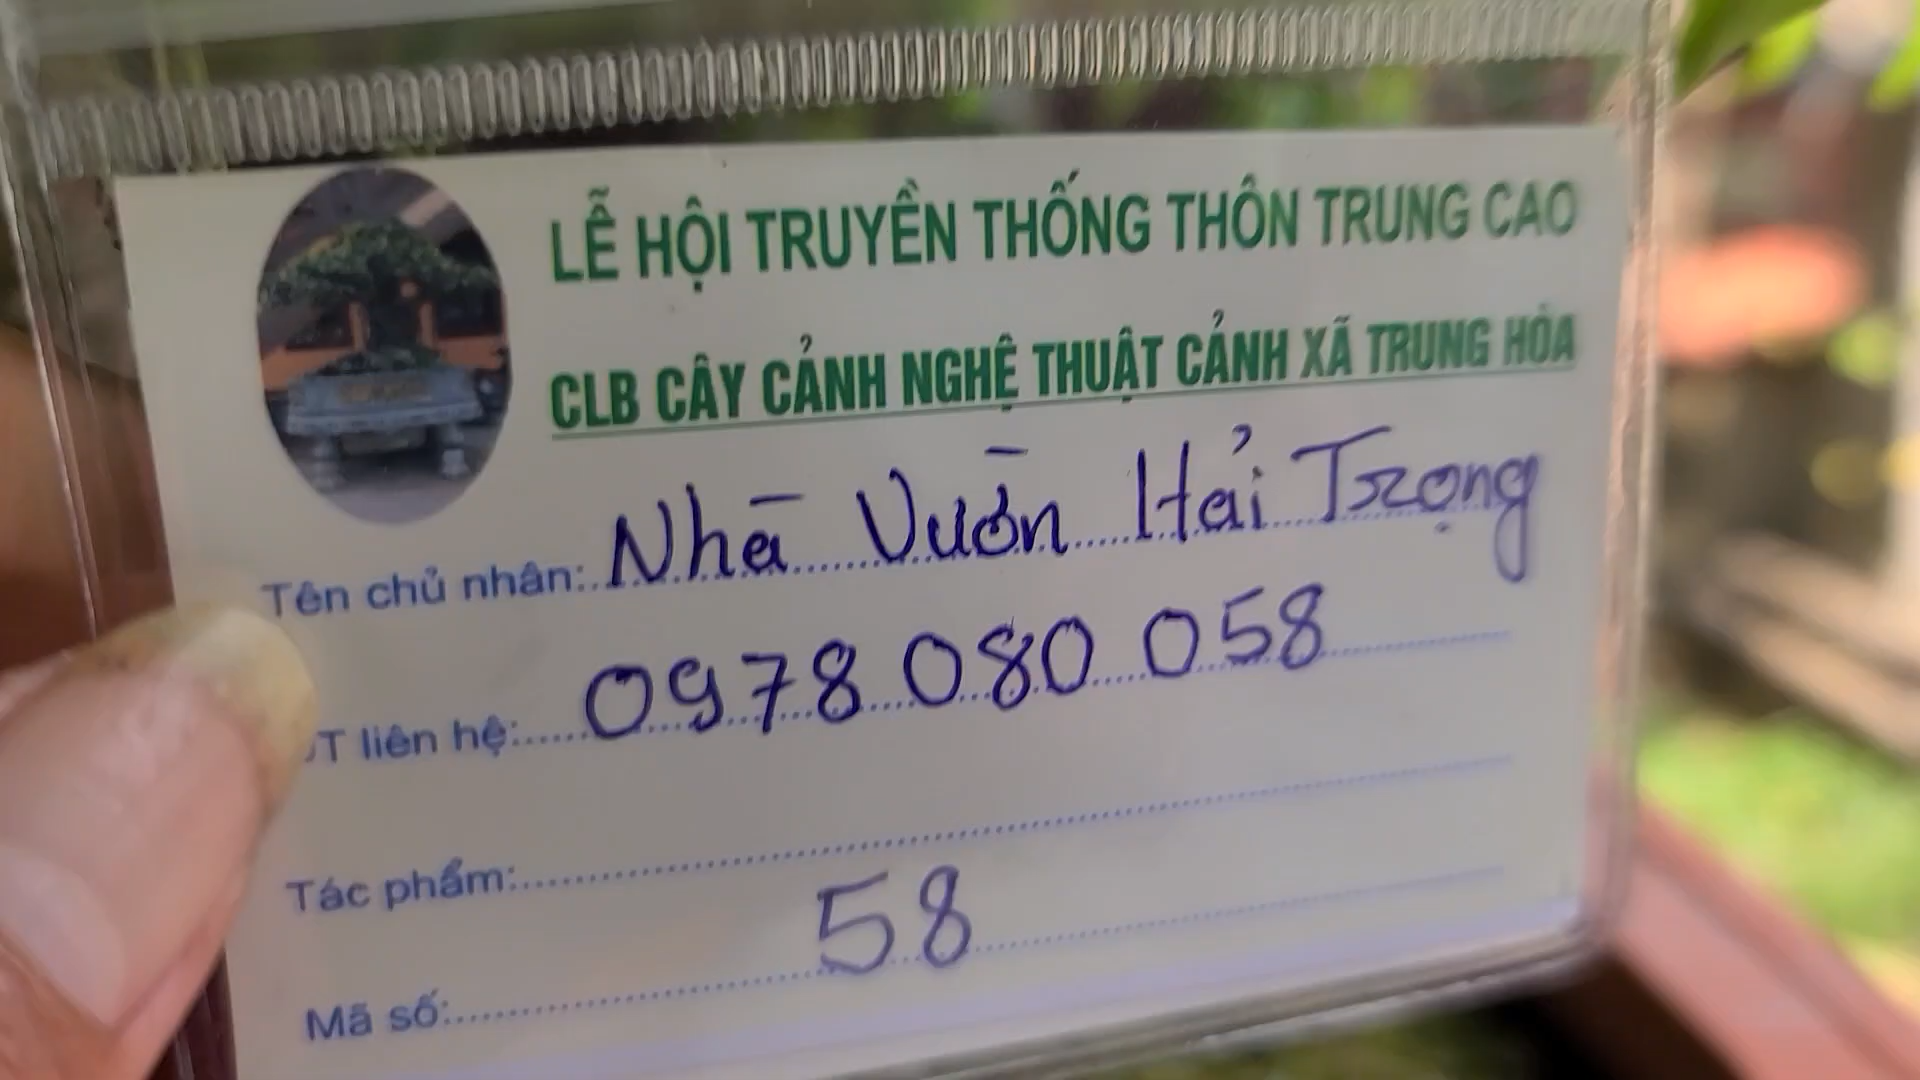 LỄ HỘI TRUYỀN THỐNG THÔN TRUNG CAO
CLB CÂY CẢNH NGHỆ THUẬT CẢNH XÃ TRUNG HÒA
Tên chủ nhân: Nhà Vườn Hải Trọng
T liên hệ: 0978 080 058
Tác phẩm:
Mã số: 58